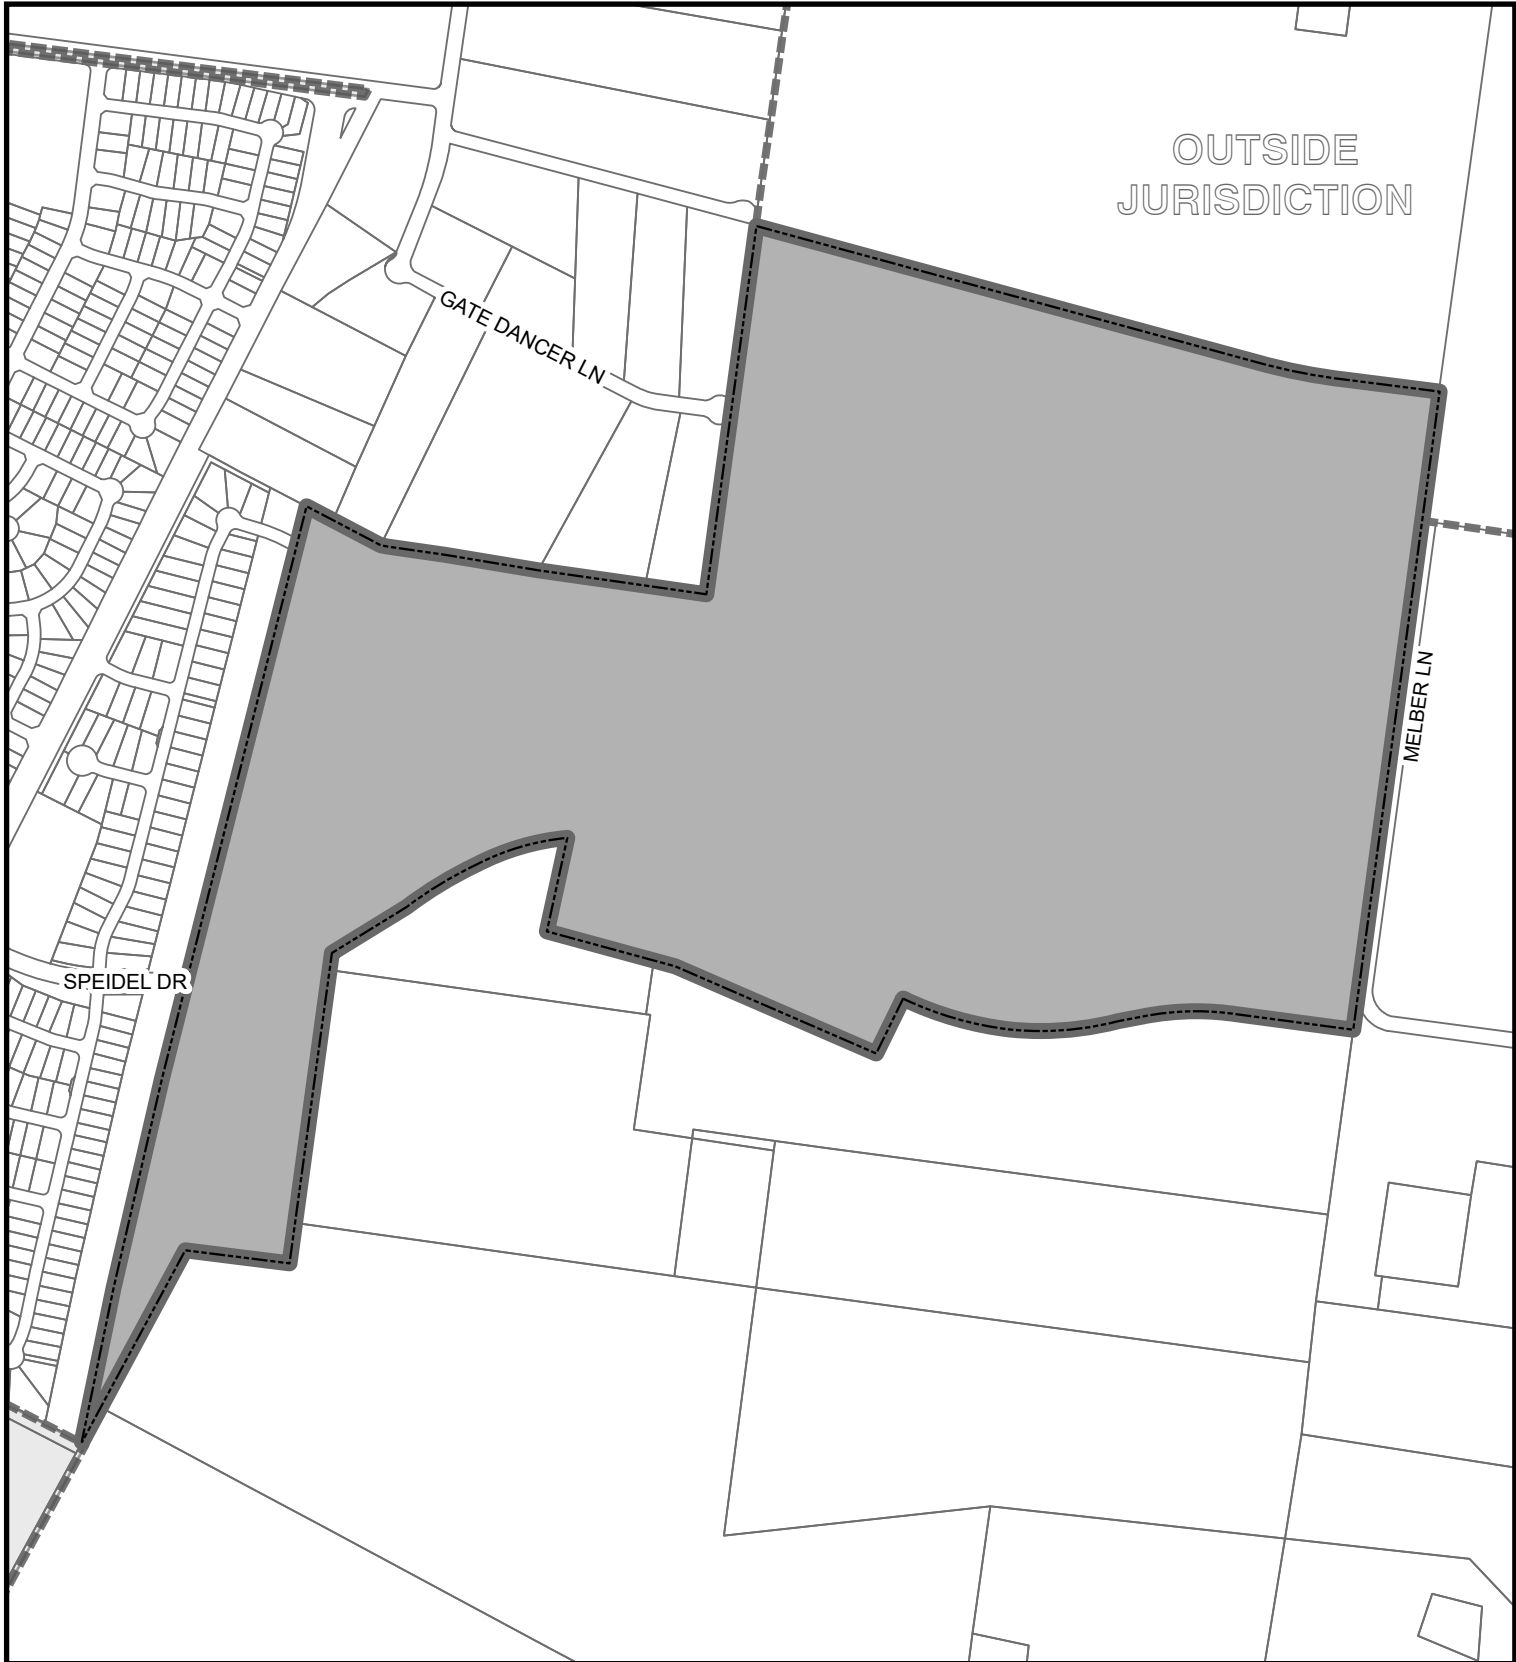 OUTSIDE
JURISDICTION
GATE DANCER LN
MELBER LN
SPEIDEL DR